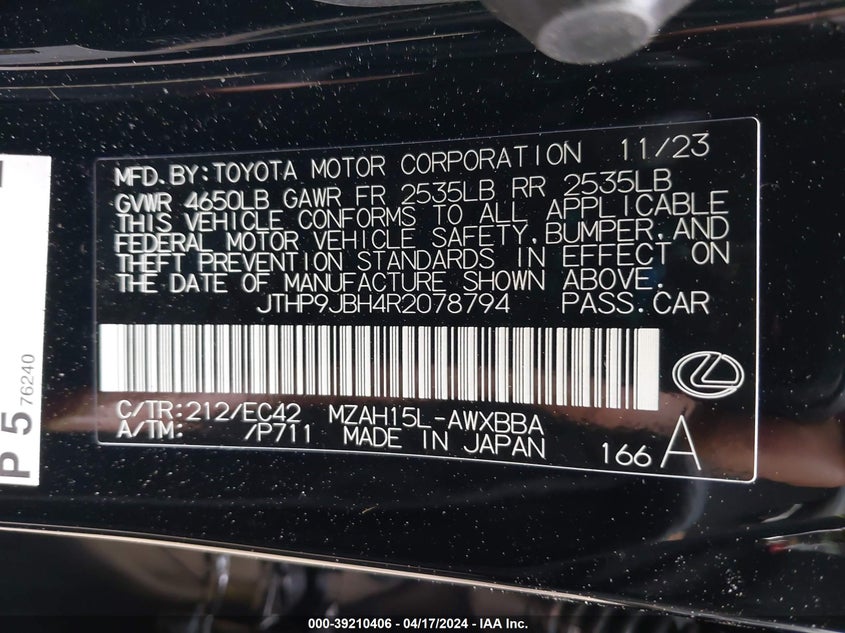 MFD.BY:TOYOTA MOTOR CORPORATION 11/23
GVWR 4650LB GAWR FR 2535LB RR 2535LB
THIS VEHICLE CONFORMS TO ALL APPLICABLE
FEDERAL MOTOR VEHICLE SAFETY,BUMPER,AND
THEFT PREVENTION STANDARDS IN EFFECT ON
THE DATE OF MANUFACTURE SHOWN ABOVE.
JTHP9JBH4R2078794 PASS.CAR
C/TR:212/EC42 MZAH15L-AWXBBA
A/TM: /P711 MADE IN JAPAN
166 A
P 5 76240
000-39210406 - 04/17/2024 - IAA Inc.